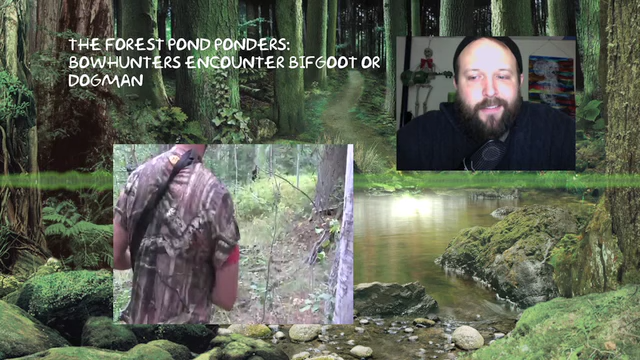 THE FOREST POND PONDERS:
BOWHUNTERS ENCOUNTER BIFGOOT OR
DOGMAN